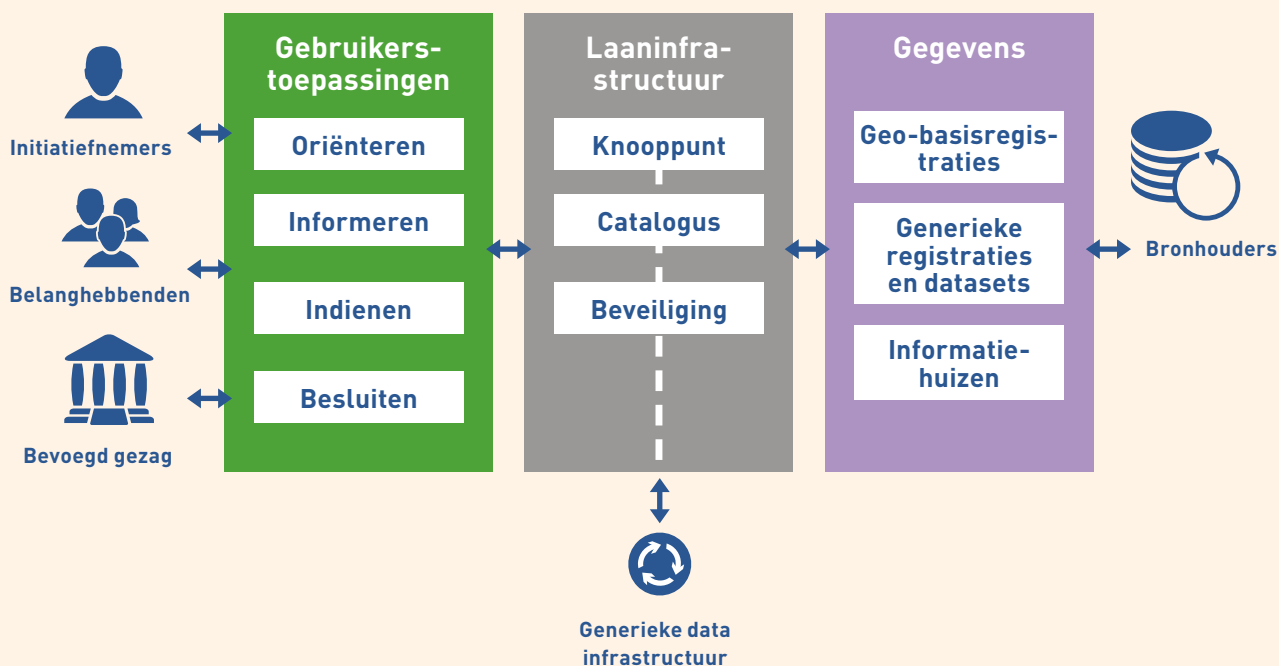 Initiatiefnemers
Belanghebbenden
Bevoegd gezag
Gebruikers-
toepassingen
Oriënteren
Informeren
Indienen
Besluiten
Laaninfra-
structuur
Knooppunt
Catalogus
Beveiliging
Generieke data
infrastructuur
Gegevens
Geo-basisregis-
traties
Generieke
registraties
en datasets
Informatie-
huizen
Bronhouders